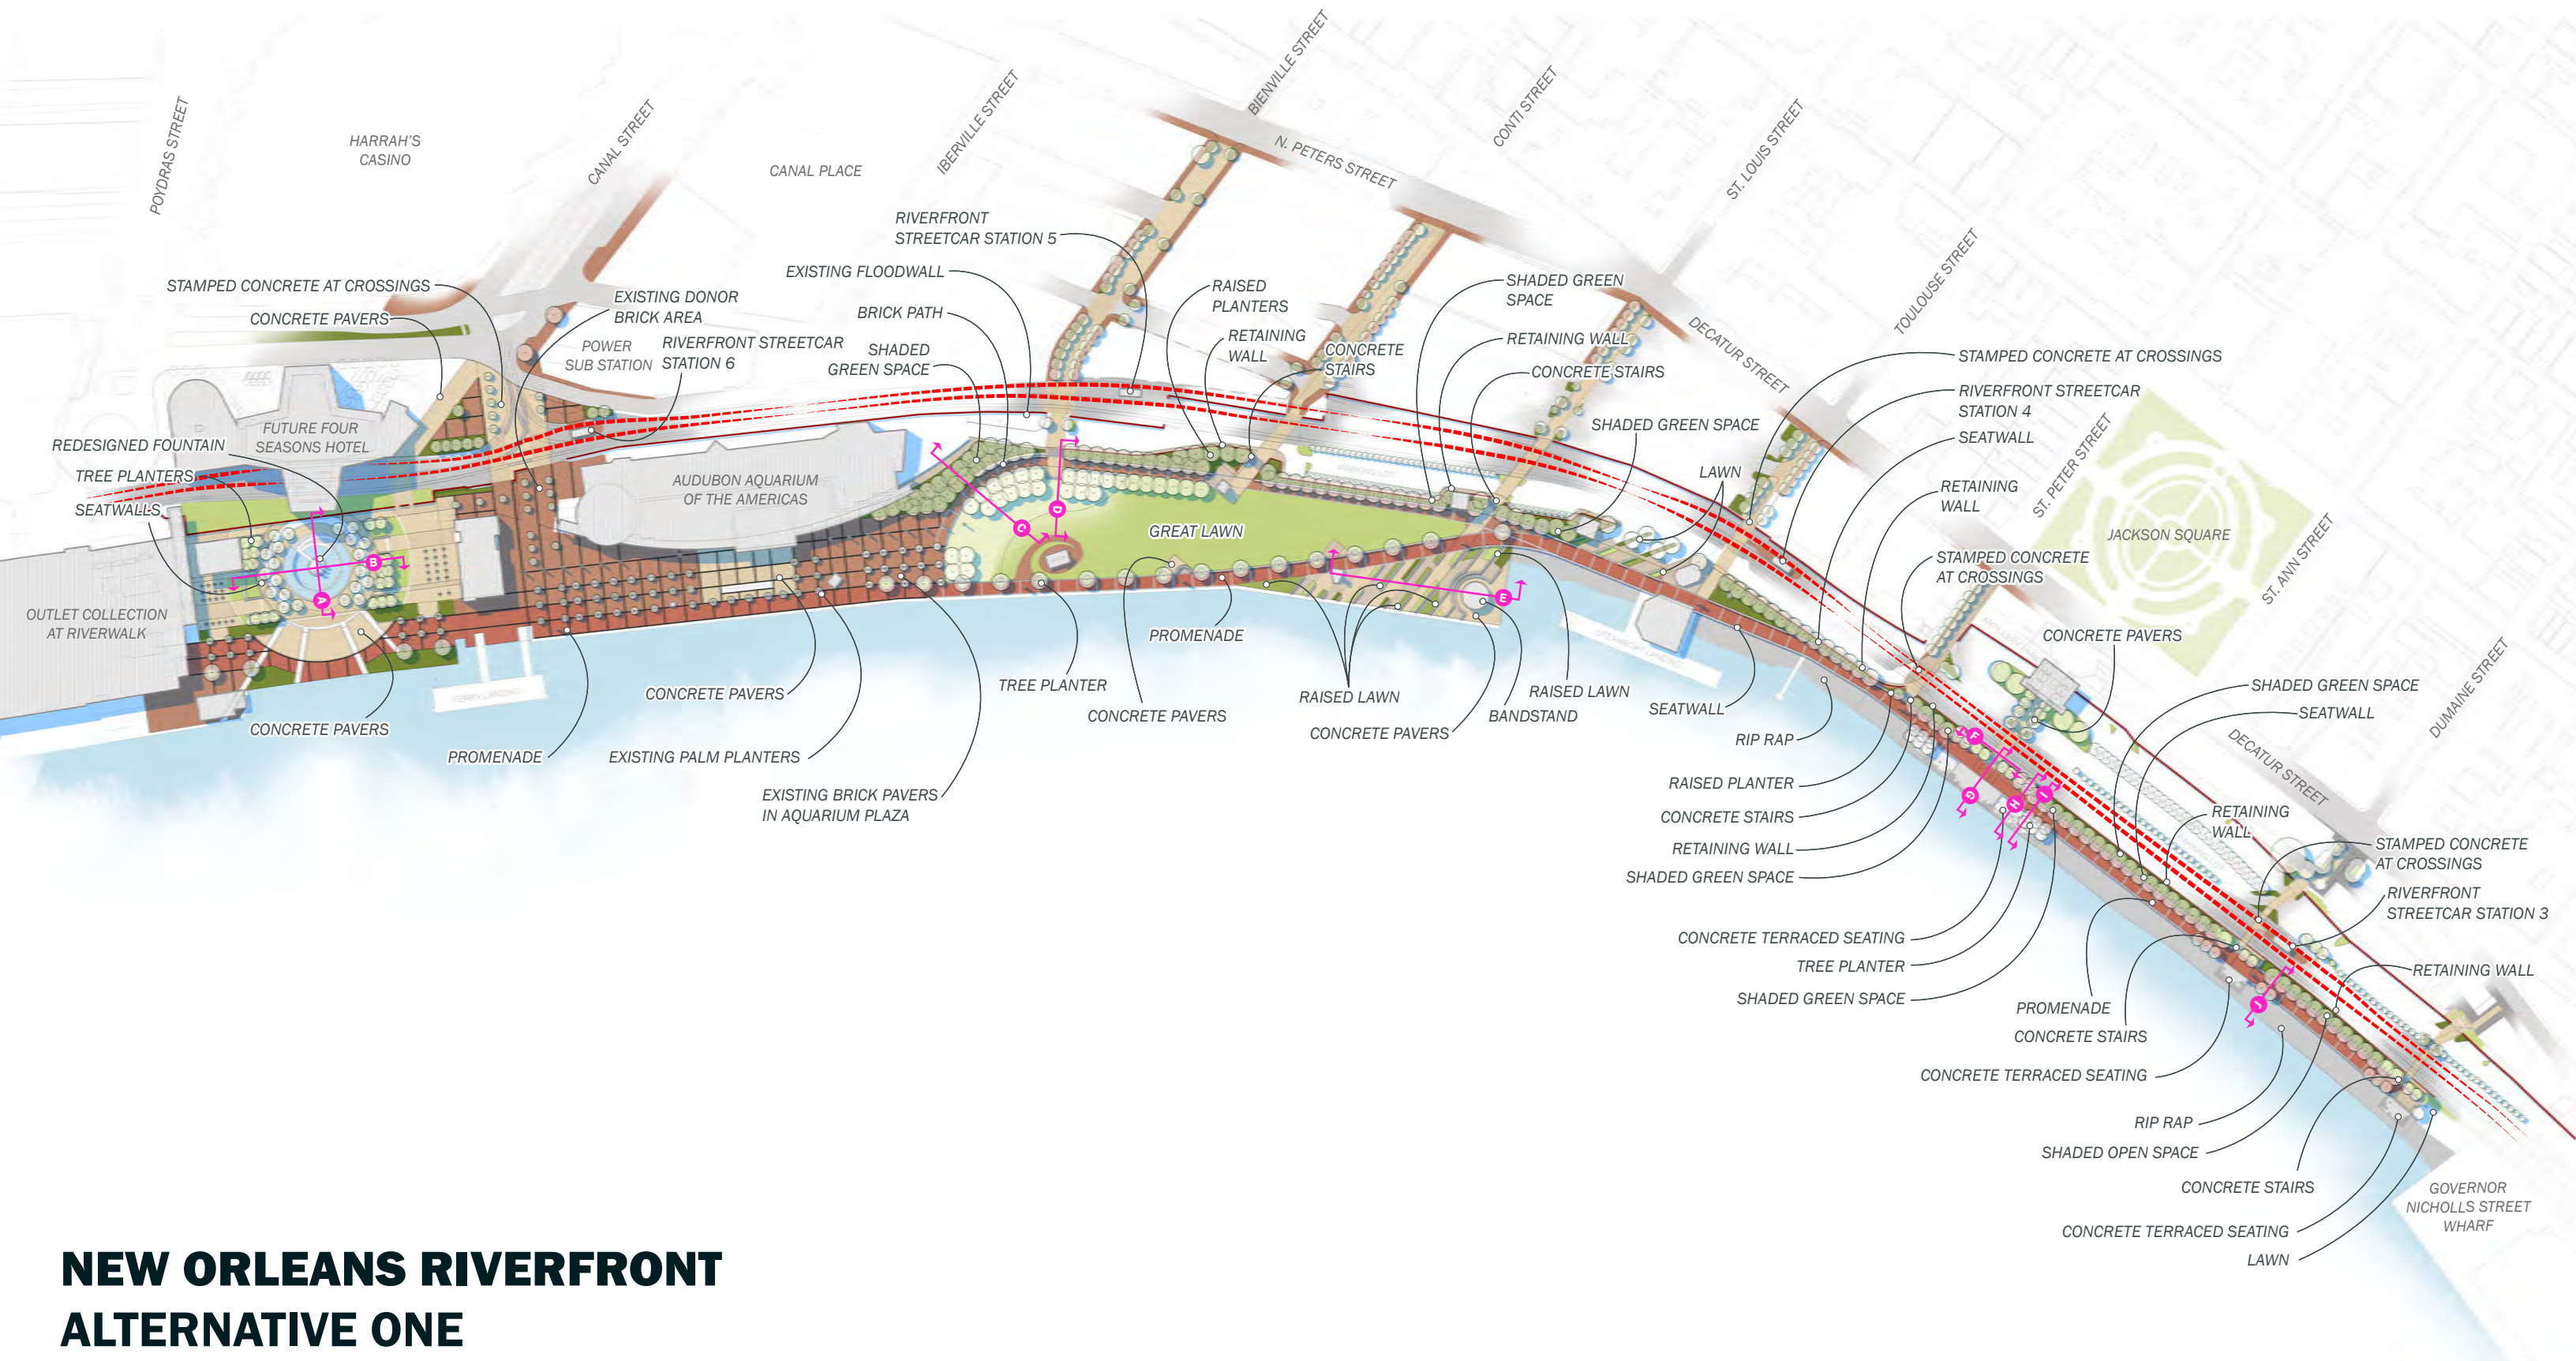 BIENVILLE STREET
POYDRAS STREET
HARRAH'S
CASINO
CANAL STREET
CANAL PLACE
IBERVILLE STREET
N. PETERS STREET
CONTI STREET
ST. LOUIS STREET
TOULOUSE STREET
DECATUR STREET
ST. PETER STREET
JACKSON SQUARE
ST. ANN STREET
DUMAINE STREET
DECATUR STREET
STAMPED CONCRETE AT CROSSINGS
CONCRETE PAVERS
EXISTING DONOR
BRICK AREA
POWER
SUB STATION
RIVERFRONT STREETCAR
STATION 6
RIVERFRONT
STREETCAR STATION 5
EXISTING FLOODWALL
BRICK PATH
SHADED
GREEN SPACE
RAISED
PLANTERS
RETAINING
WALL
CONCRETE
STAIRS
SHADED GREEN
SPACE
RETAINING WALL
CONCRETE STAIRS
SHADED GREEN SPACE
LAWN
STAMPED CONCRETE AT CROSSINGS
RIVERFRONT STREETCAR
STATION 4
SEATWALL
RETAINING
WALL
STAMPED CONCRETE
AT CROSSINGS
CONCRETE PAVERS
SHADED GREEN SPACE
SEATWALL
RETAINING
WALL
STAMPED CONCRETE
AT CROSSINGS
RIVERFRONT
STREETCAR STATION 3
RETAINING WALL
FUTURE FOUR
SEASONS HOTEL
REDESIGNED FOUNTAIN
TREE PLANTERS
SEATWALLS
OUTLET COLLECTION
AT RIVERWALK
AUDUBON AQUARIUM
OF THE AMERICAS
GREAT LAWN
PARKING LOT
A
B
C
D
E
F
G
H
I
J
FERRY LANDING
STEAMBOAT LANDING
CONCRETE PAVERS
PROMENADE
CONCRETE PAVERS
EXISTING PALM PLANTERS
EXISTING BRICK PAVERS
IN AQUARIUM PLAZA
TREE PLANTER
CONCRETE PAVERS
PROMENADE
RAISED LAWN
CONCRETE PAVERS
BANDSTAND
RAISED LAWN
SEATWALL
RIP RAP
RAISED PLANTER
CONCRETE STAIRS
RETAINING WALL
SHADED GREEN SPACE
CONCRETE TERRACED SEATING
TREE PLANTER
SHADED GREEN SPACE
PROMENADE
CONCRETE STAIRS
CONCRETE TERRACED SEATING
RIP RAP
SHADED OPEN SPACE
CONCRETE STAIRS
CONCRETE TERRACED SEATING
LAWN
GOVERNOR
NICHOLLS STREET
WHARF
NEW ORLEANS RIVERFRONT
ALTERNATIVE ONE